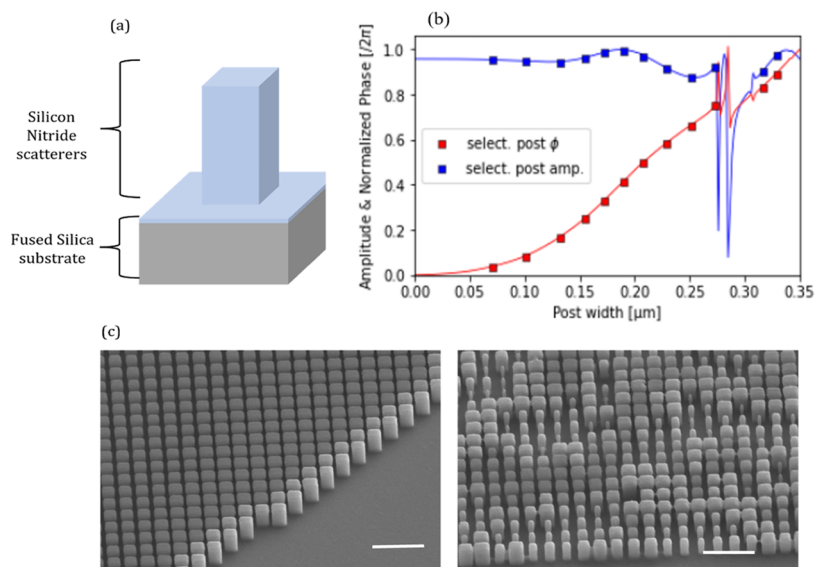 (a)
Silicon
Nitride
scatterers
Fused Silica
substrate
(b)
Amplitude & Normalized Phase [/2π]
1.0
0.8
0.6
0.4
0.2
0.0
select. post ϕ
select. post amp.
0.00 0.05 0.10 0.15 0.20 0.25 0.30 0.35
Post width [μm]
(c)